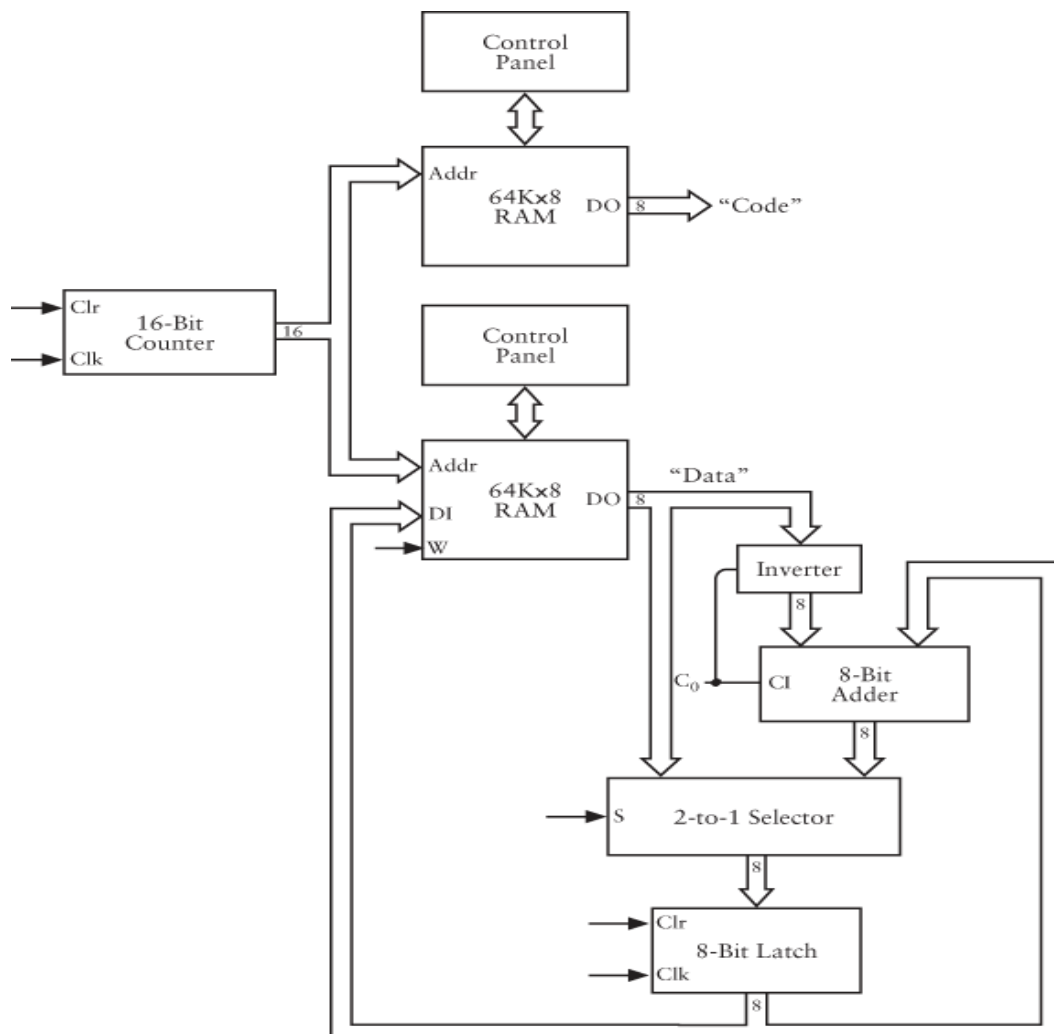 Control
Panel
Addr
64Kx8
RAM
DO
8
"Code"
Clr
16-Bit
Counter
Clk
16
Control
Panel
Addr
64Kx8
RAM
DO
8
"Data"
DI
W
Inverter
8
C₀
CI
8-Bit
Adder
8
S
2-to-1 Selector
8
Clr
8-Bit Latch
Clk
8